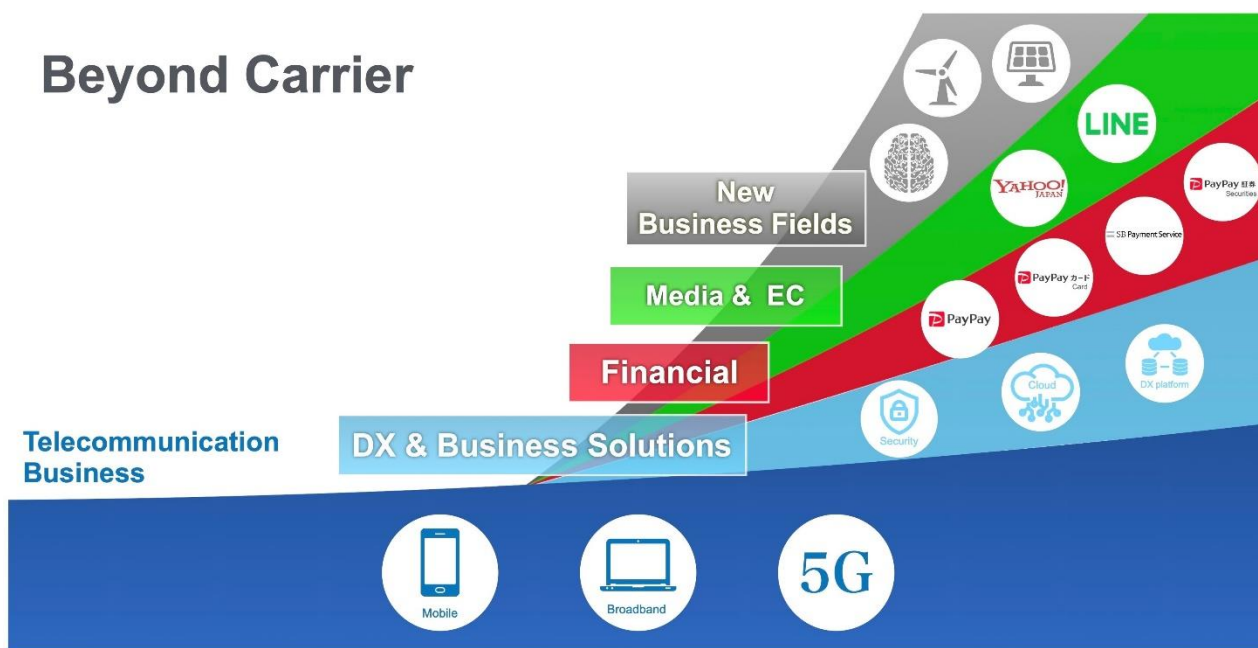 Beyond Carrier
New
Business Fields
Media & EC
Financial
DX & Business Solutions
Telecommunication
Business
LINE
YAHOO!
JAPAN
PayPay 証券
Securities
SB Payment Service
PayPay カード
Card
PayPay
DX platform
Cloud
Security
Mobile
Broadband
5G